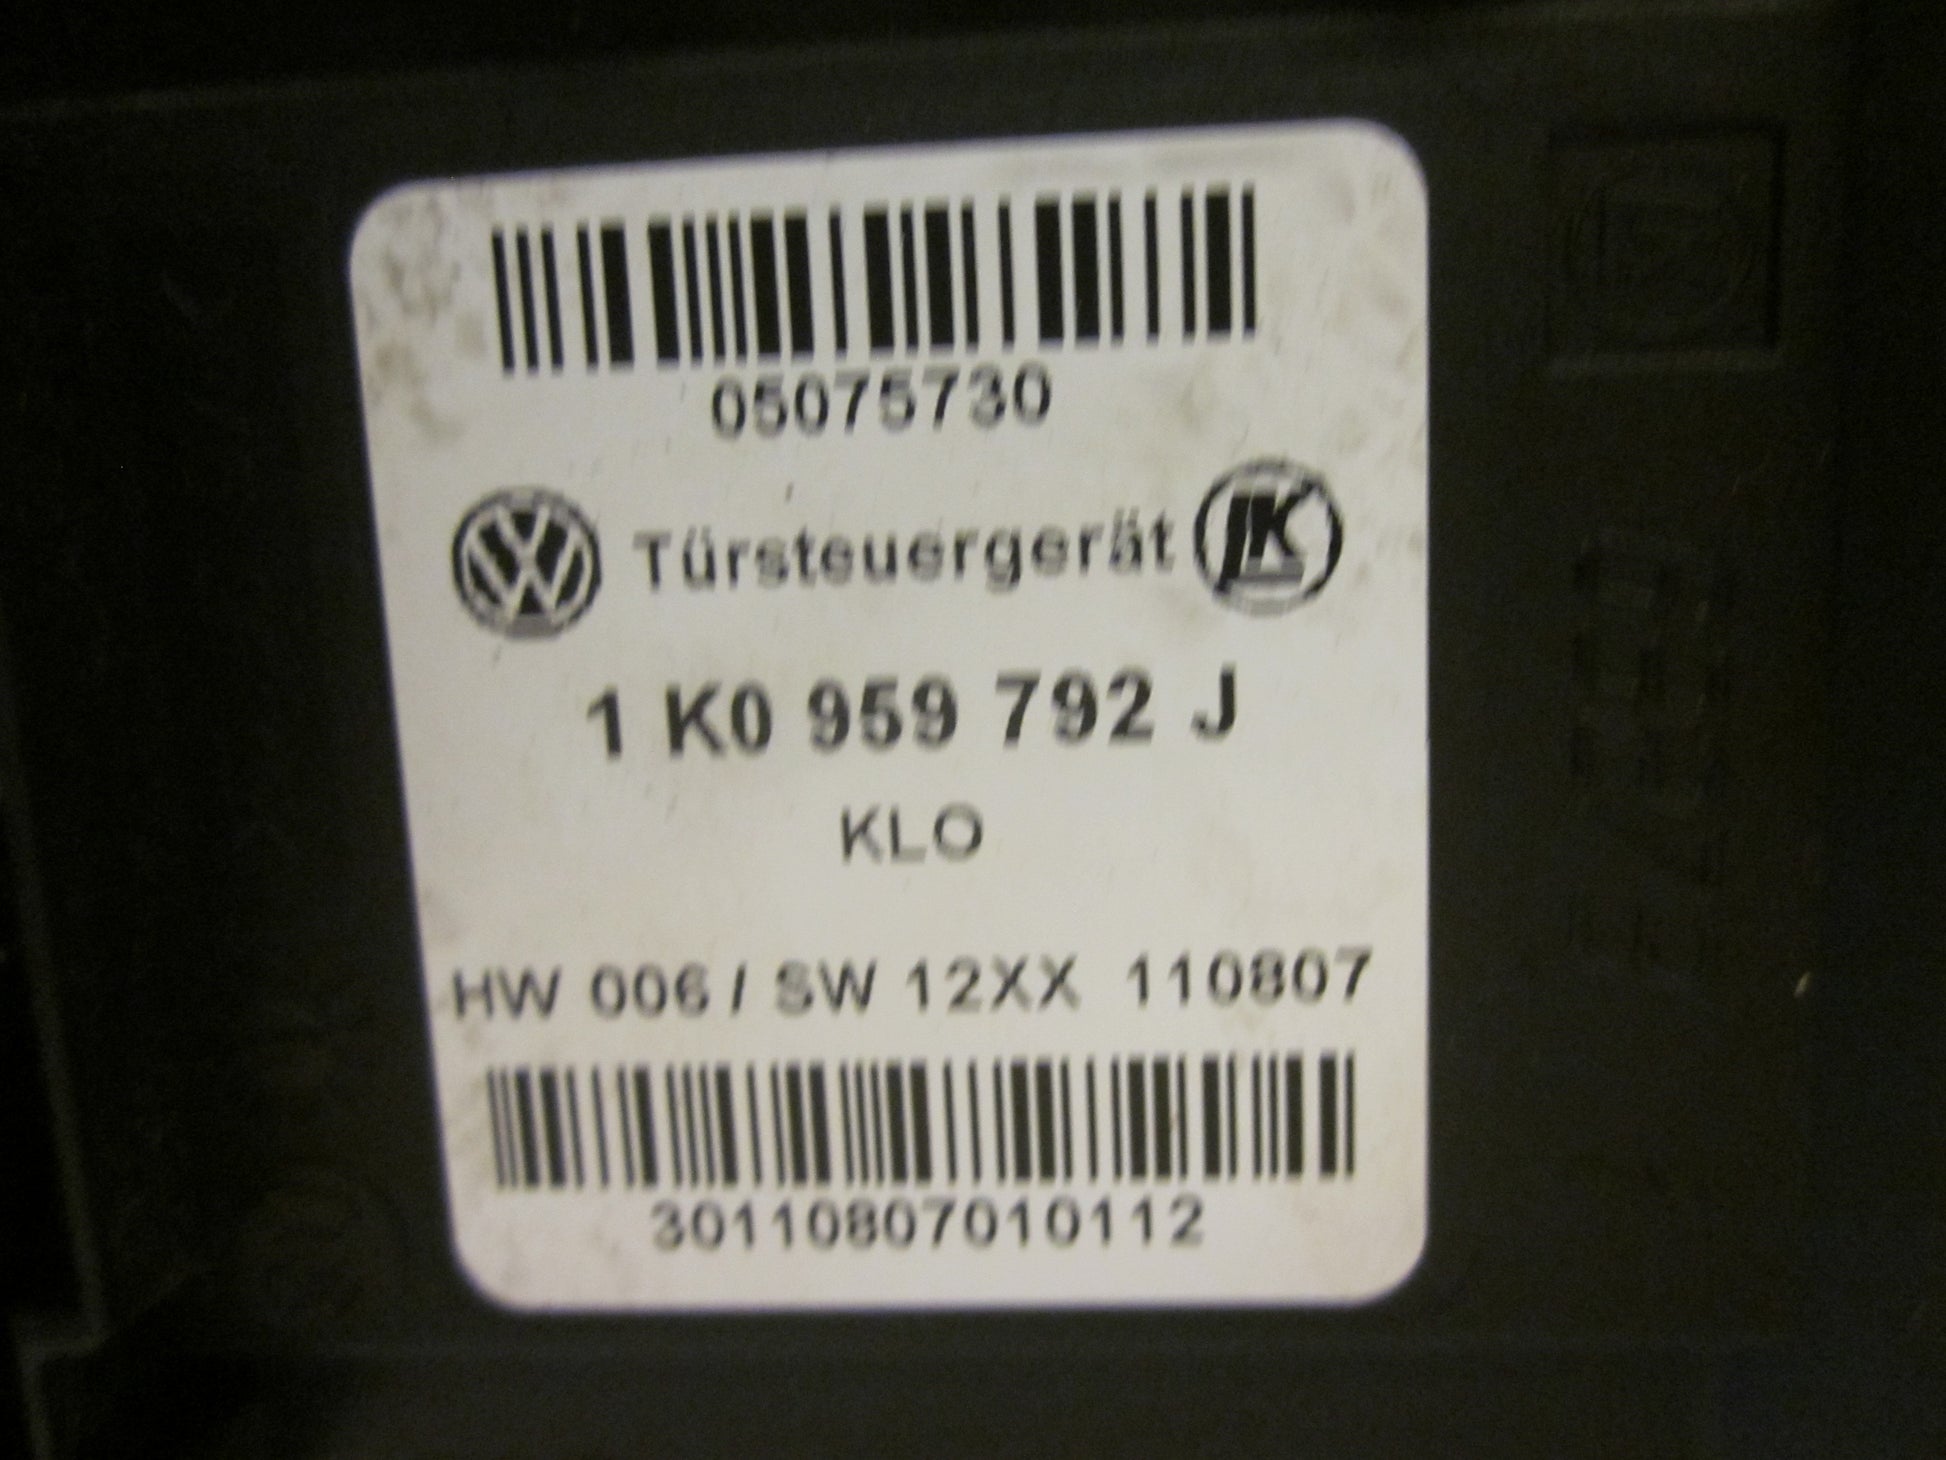 05075730
Türsteuergerät
1 K0 959 792 J
KLO
HW 006 / SW 12XX 110807
30110807010112